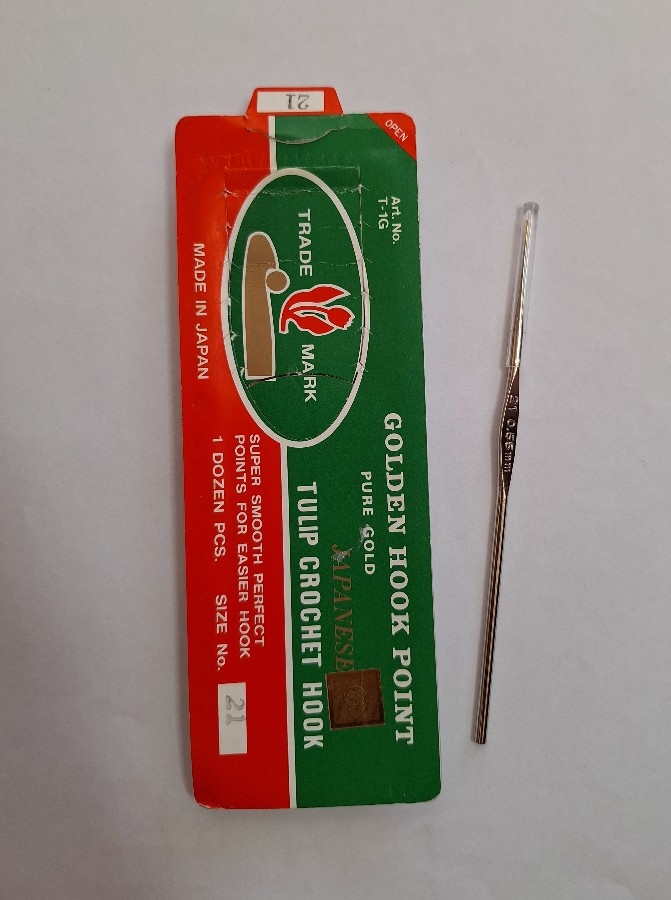 21
OPEN
Art. No.
T-1G
TRADE
MARK
GOLDEN HOOK POINT
PURE GOLD
JAPANESE
TULIP CROCHET HOOK
SUPER SMOOTH PERFECT
POINTS FOR EASIER HOOK
1 DOZEN PCS. SIZE No. 21
MADE IN JAPAN
21 0.55mm